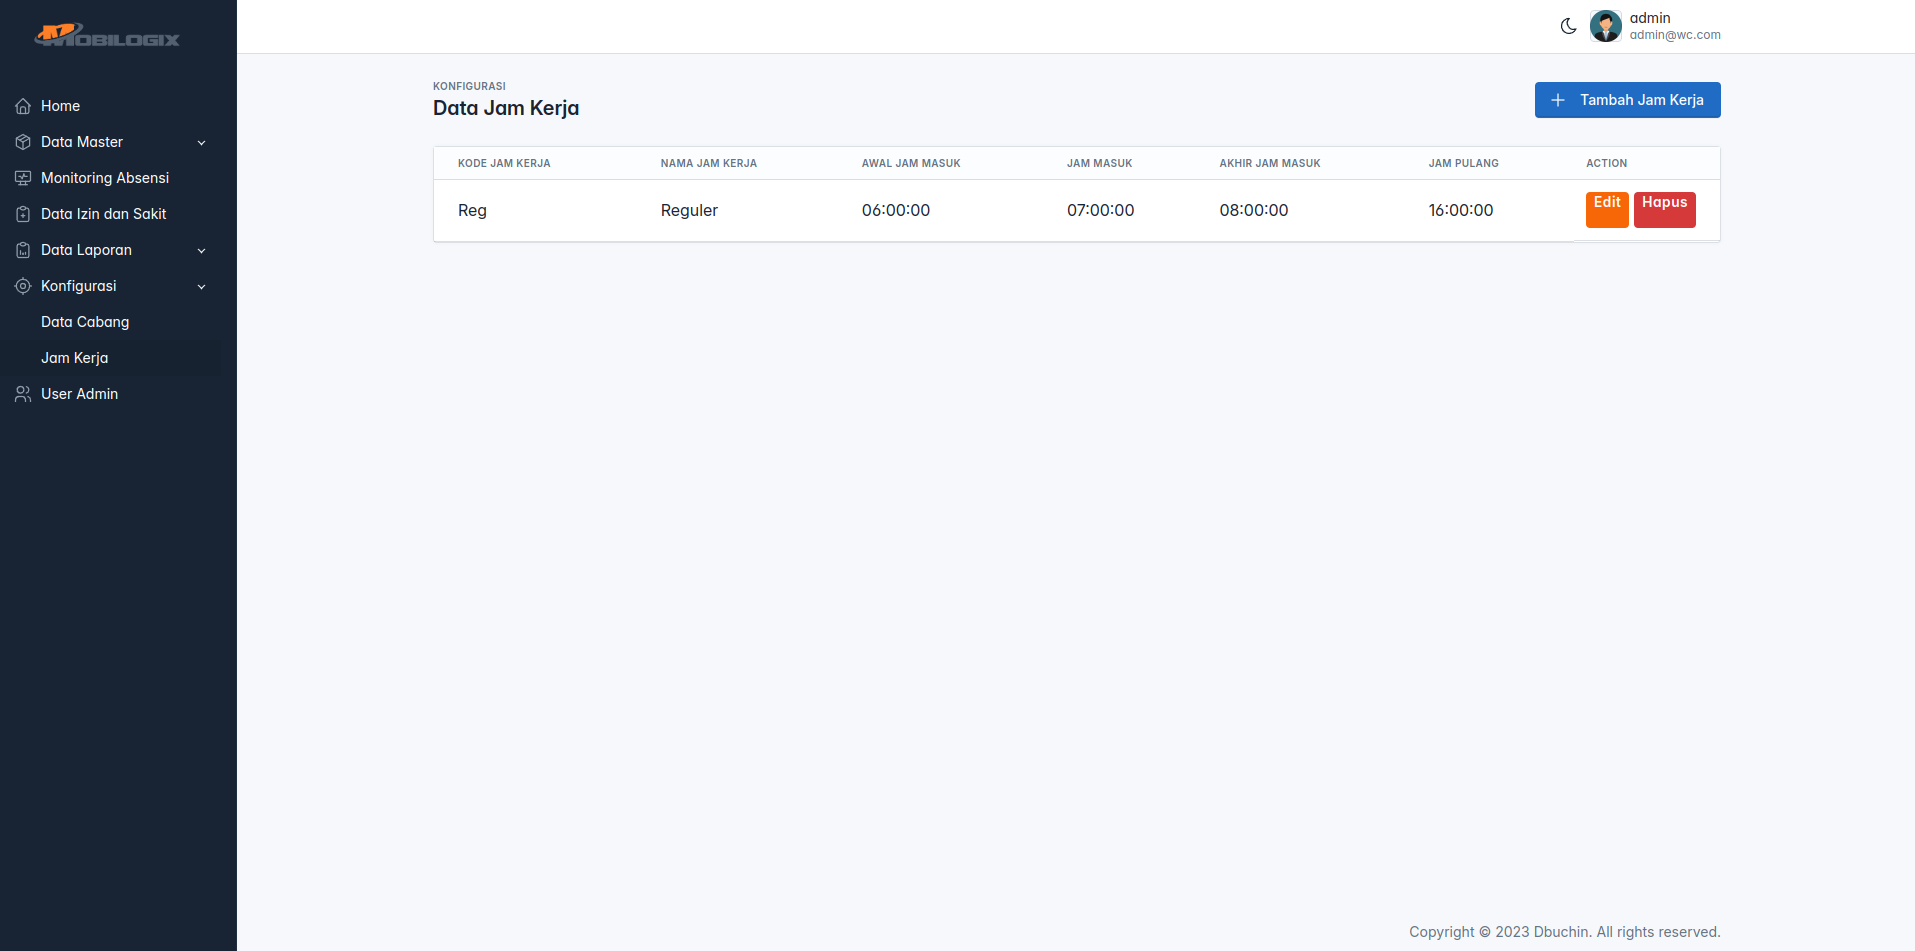 MOBILOGIX
admin
admin@wc.com
Home
Data Master
Monitoring Absensi
Data Izin dan Sakit
Data Laporan
Konfigurasi
Data Cabang
Jam Kerja
User Admin
KONFIGURASI
Data Jam Kerja
Tambah Jam Kerja
KODE JAM KERJA NAMA JAM KERJA AWAL JAM MASUK JAM MASUK AKHIR JAM MASUK JAM PULANG ACTION
Reg Reguler 06:00:00 07:00:00 08:00:00 16:00:00 Edit Hapus
Copyright © 2023 Dbuchin. All rights reserved.